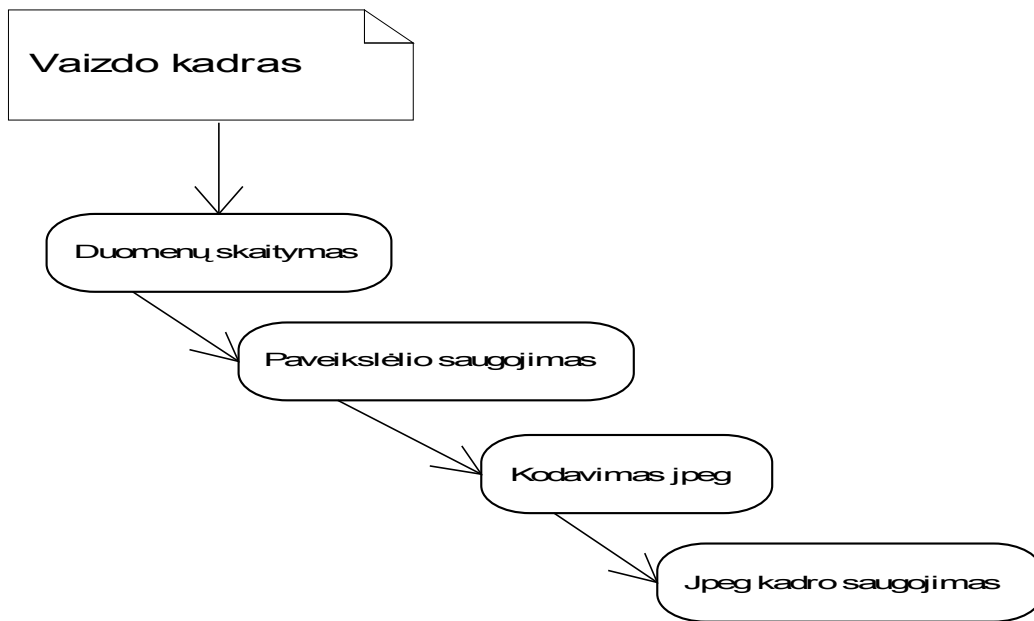 Vaizdo kadras
Duomenų skaitymas
Paveikslėlio saugojimas
Kodavimas jpeg
Jpeg kadro saugojimas